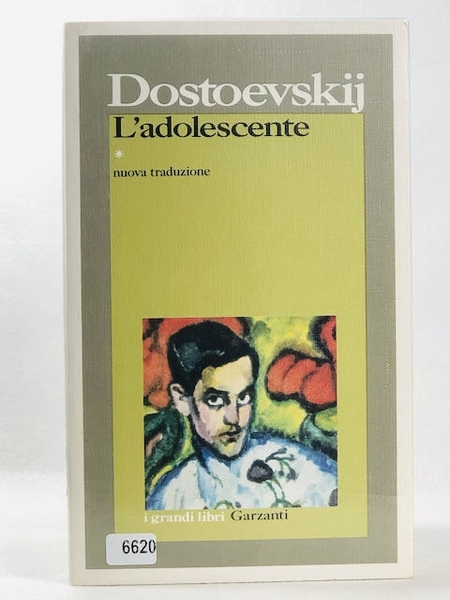 Dostoevskij
L'adolescente
*
nuova traduzione
i grandi libri Garzanti
6620